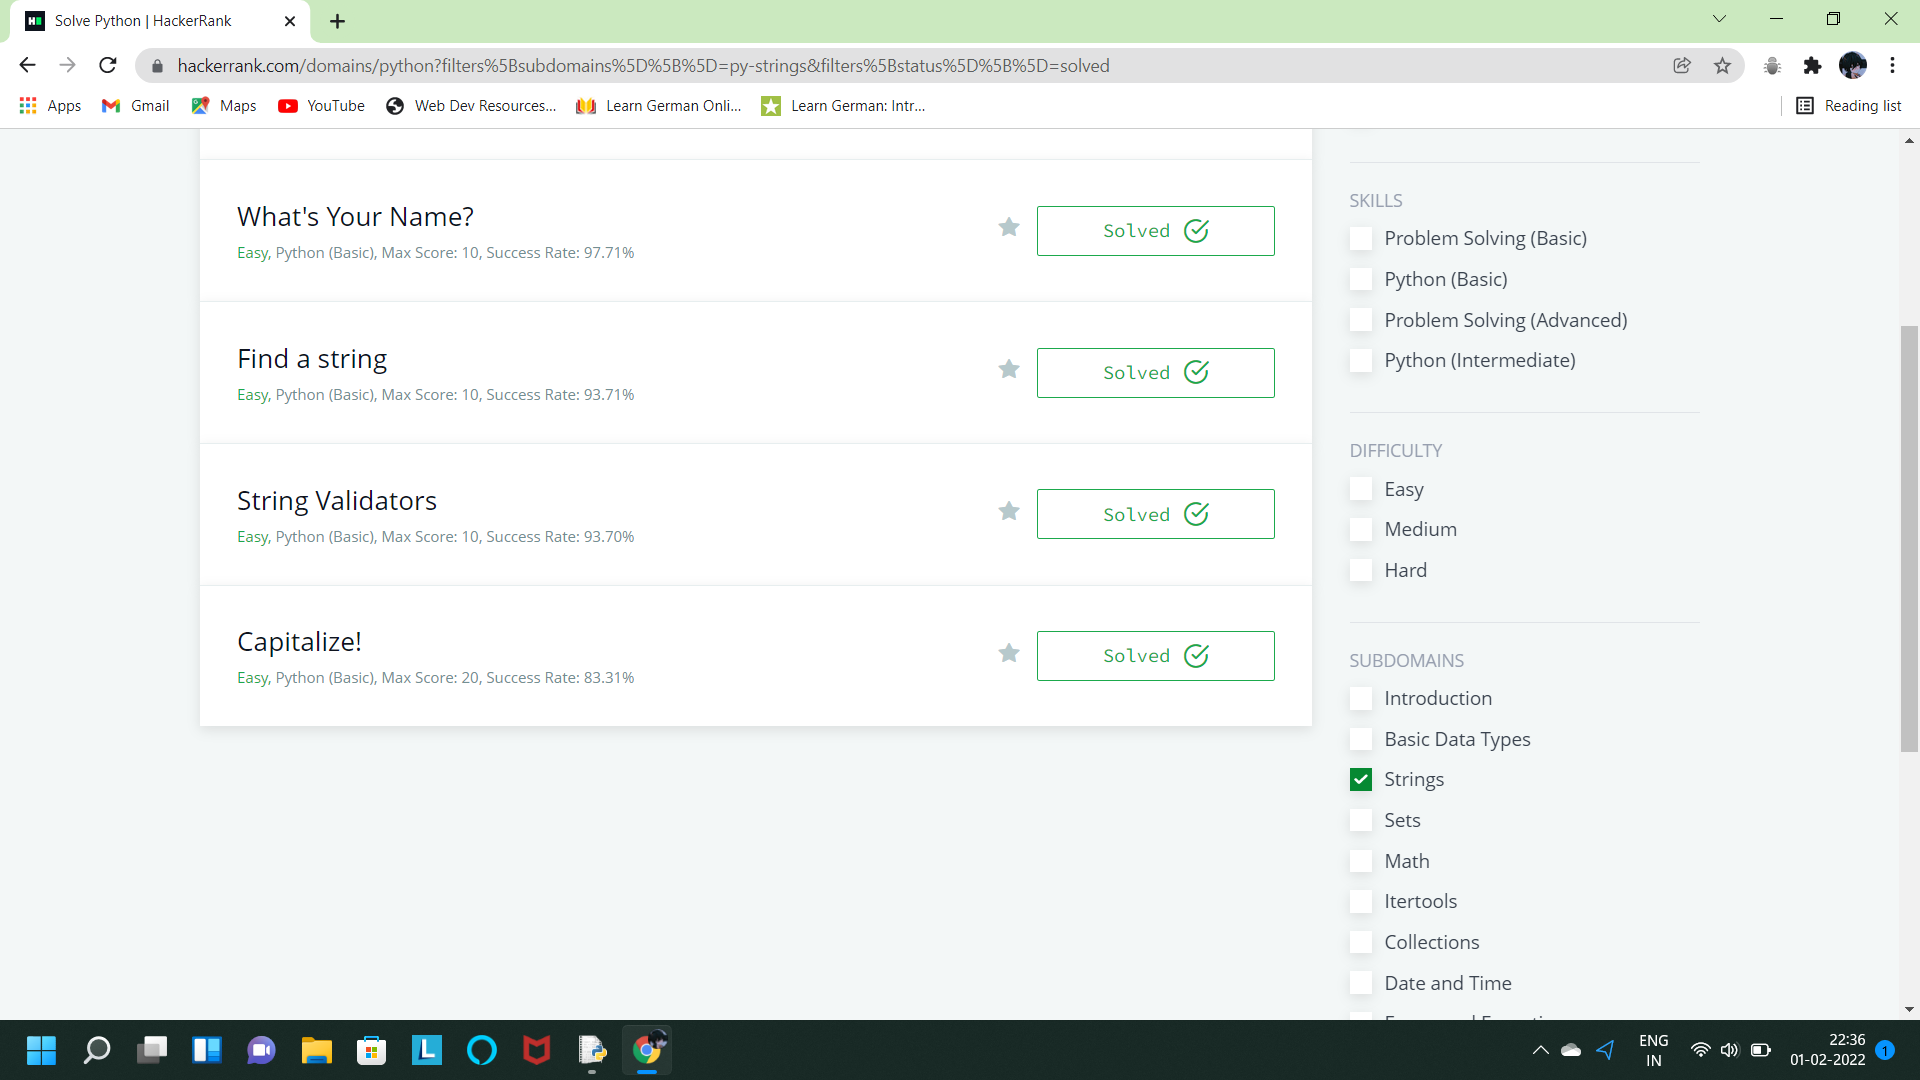 Solve Python | HackerRank
hackerrank.com/domains/python?filters%5Bsubdomains%5D%5B%5D=py-strings&filters%5Bstatus%5D%5B%5D=solved
Apps
Gmail
Maps
YouTube
Web Dev Resources...
Learn German Onli...
Learn German: Intr...
Reading list
What's Your Name?
Easy, Python (Basic), Max Score: 10, Success Rate: 97.71%
Solved
Find a string
Easy, Python (Basic), Max Score: 10, Success Rate: 93.71%
Solved
String Validators
Easy, Python (Basic), Max Score: 10, Success Rate: 93.70%
Solved
Capitalize!
Easy, Python (Basic), Max Score: 20, Success Rate: 83.31%
Solved
SKILLS
Problem Solving (Basic)
Python (Basic)
Problem Solving (Advanced)
Python (Intermediate)
DIFFICULTY
Easy
Medium
Hard
SUBDOMAINS
Introduction
Basic Data Types
Strings
Sets
Math
Itertools
Collections
Date and Time
ENG
IN
22:36
01-02-2022
1